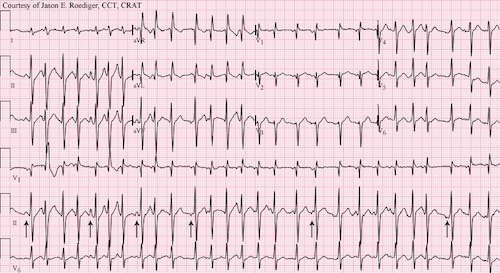 Courtesy of Jason E. Roediger, CCT, CRAT
I aVR V1 V4
II aVL V2 V5
III aVF V3 V6
V1
II
V6